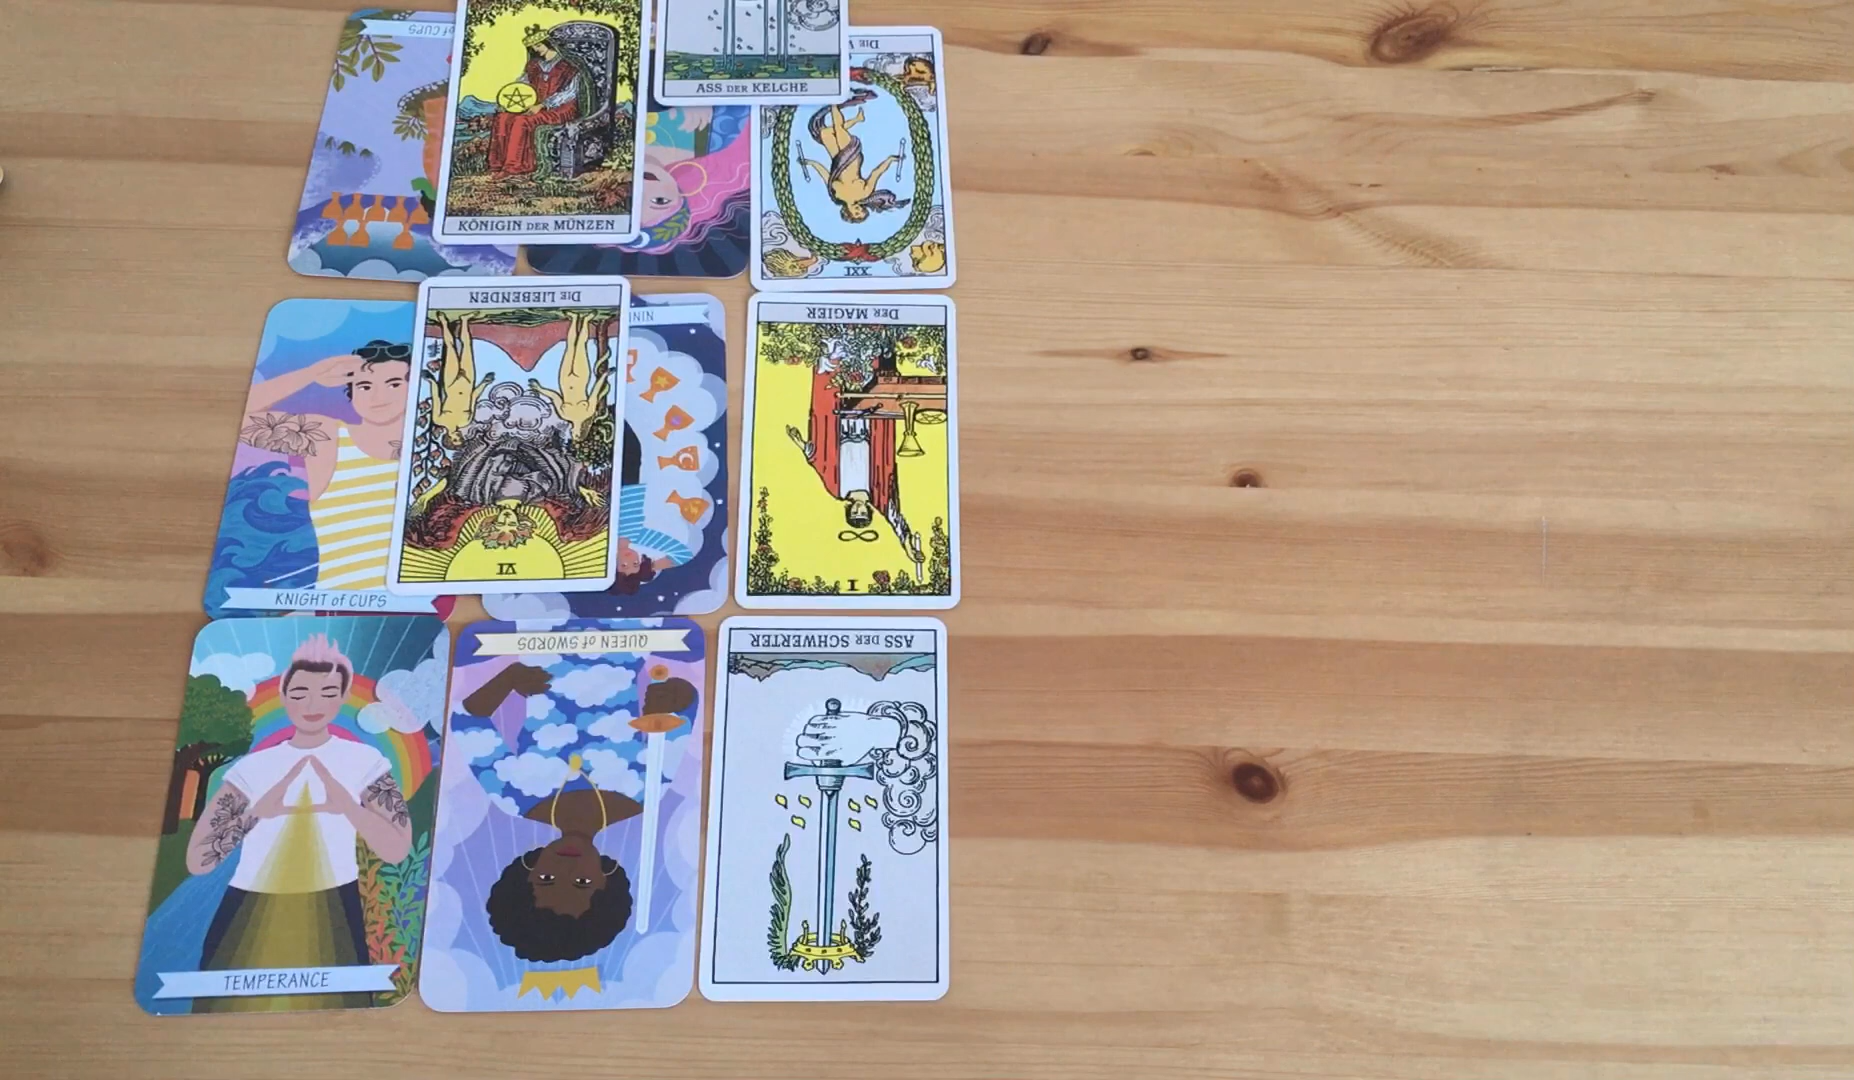 of CUPS
KÖNIGIN DER MÜNZEN
ASS DER KELCHE
DIE
XXI
DIE LIEBENDEN
VI
DER MAGIER
I
KNIGHT of CUPS
TEMPERANCE
QUEEN of SWORDS
ASS DER SCHWERTER